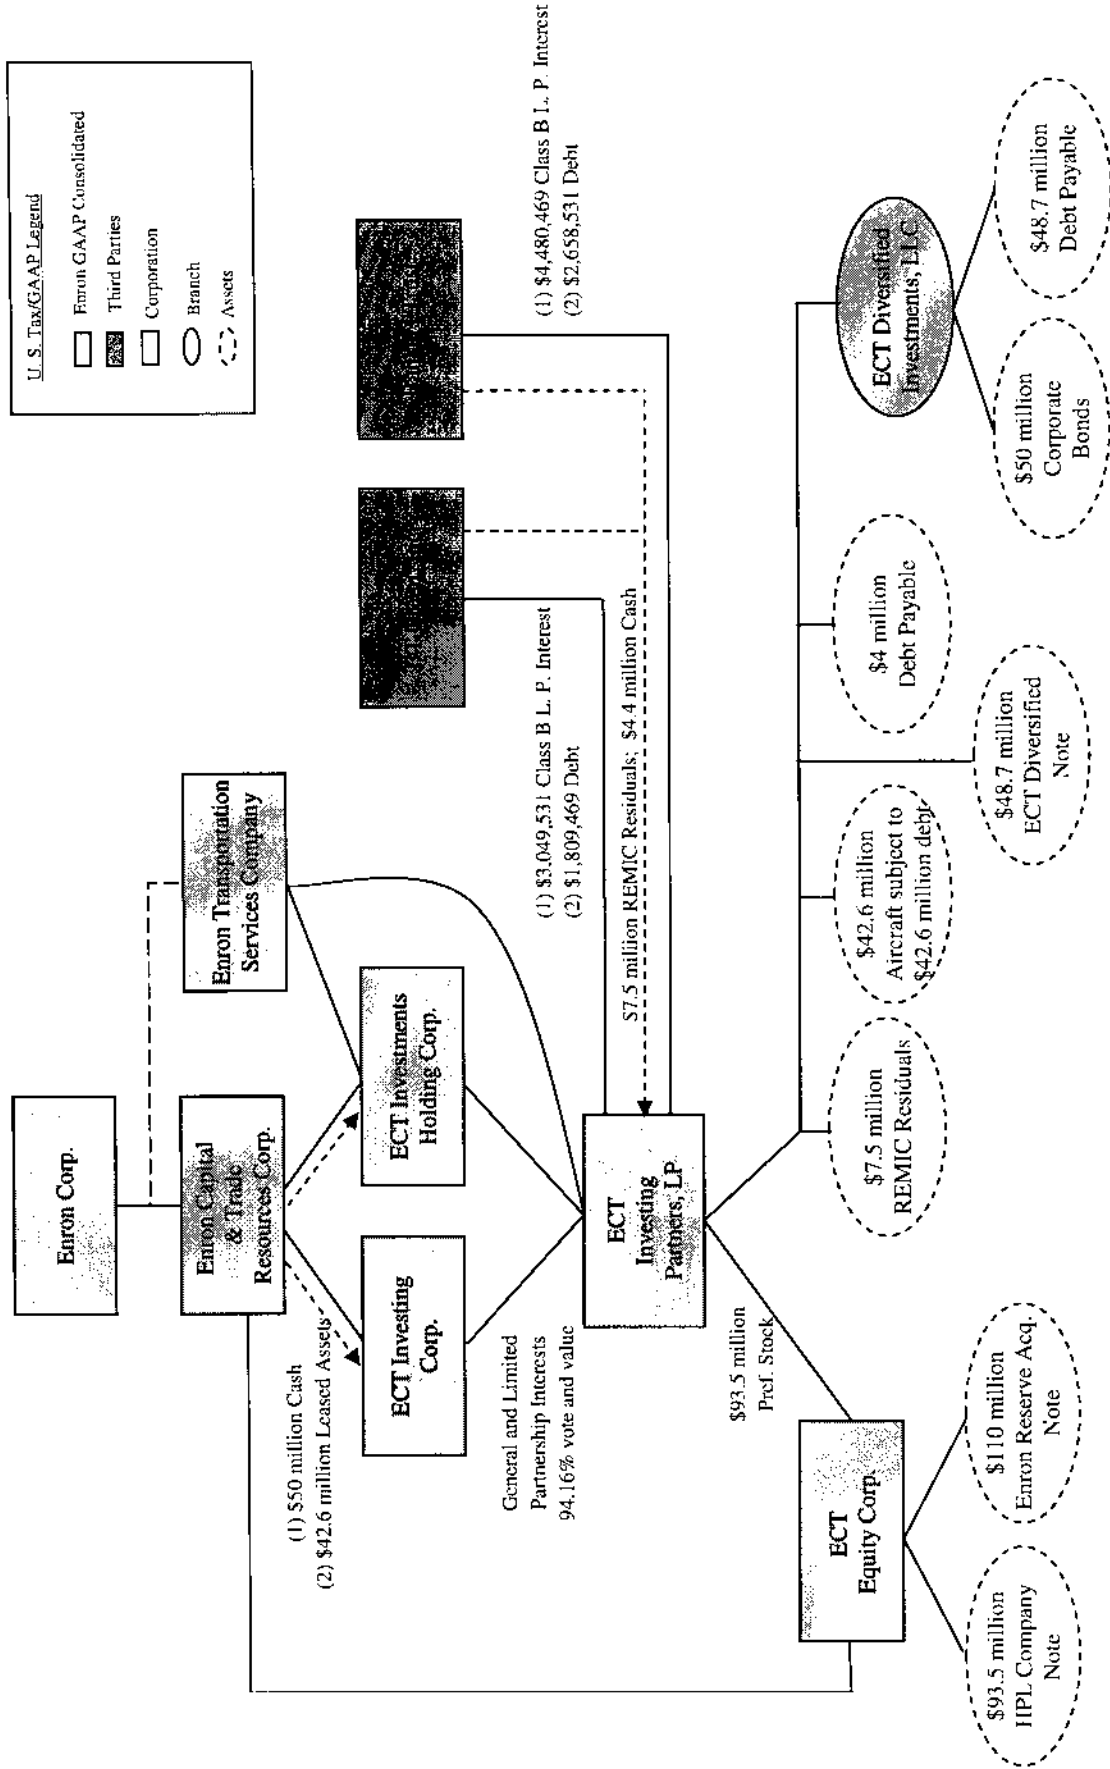 U. S. Tax/GAAP Legend
Enron GAAP Consolidated
Third Parties
Corporation
Branch
Assets
Enron Corp.
Enron Capital
& Trade
Resources Corp.
Enron Transportation
Services Company
(1) $50 million Cash
(2) $42.6 million Leased Assets
ECT Investing
Corp.
ECT Investments
Holding Corp.
General and Limited
Partnership Interests
94.16% vote and value
(1) $3,049,531 Class B L. P. Interest
(2) $1,809,469 Debt
(1) $4,480,469 Class B L. P. Interest
(2) $2,658,531 Debt
$7.5 million REMIC Residuals; $4.4 million Cash
ECT
Investing
Partners, LP
$93.5 million
Pref. Stock
ECT
Equity Corp.
$93.5 million
HPL Company
Note
$110 million
Enron Reserve Acq.
Note
$7.5 million
REMIC Residuals
$42.6 million
Aircraft subject to
$42.6 million debt
$48.7 million
ECT Diversified
Note
$4 million
Debt Payable
ECT Diversified
Investments, LLC
$50 million
Corporate
Bonds
$48.7 million
Debt Payable